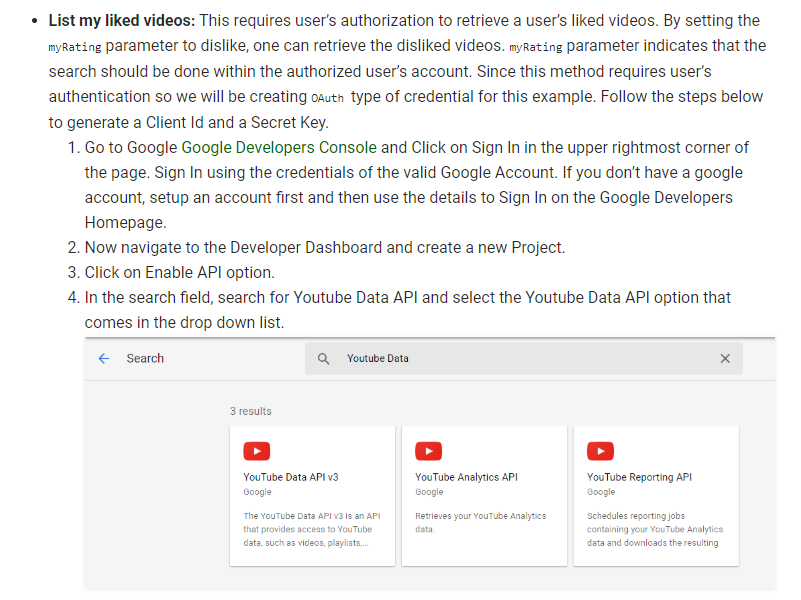 • List my liked videos: This requires user’s authorization to retrieve a user’s liked videos. By setting the
myRating parameter to dislike, one can retrieve the disliked videos. myRating parameter indicates that the
search should be done within the authorized user’s account. Since this method requires user’s
authentication so we will be creating OAuth type of credential for this example. Follow the steps below
to generate a Client Id and a Secret Key.
1. Go to Google Google Developers Console and Click on Sign In in the upper rightmost corner of
the page. Sign In using the credentials of the valid Google Account. If you don’t have a google
account, setup an account first and then use the details to Sign In on the Google Developers
Homepage.
2. Now navigate to the Developer Dashboard and create a new Project.
3. Click on Enable API option.
4. In the search field, search for Youtube Data API and select the Youtube Data API option that
comes in the drop down list.
Search
Youtube Data
3 results
YouTube Data API v3
Google
The YouTube Data API v3 is an API
that provides access to YouTube
data, such as videos, playlists,...
YouTube Analytics API
Google
Retrieves your YouTube Analytics
data.
YouTube Reporting API
Google
Schedules reporting jobs
containing your YouTube Analytics
data and downloads the resulting